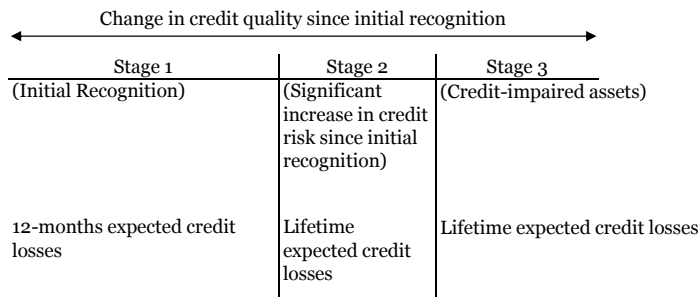 Change in credit quality since initial recognition
Stage 1 Stage 2 Stage 3
(Initial Recognition) (Significant (Credit-impaired assets)
increase in credit
risk since initial
recognition)
12-months expected credit Lifetime Lifetime expected credit losses
losses expected credit
losses